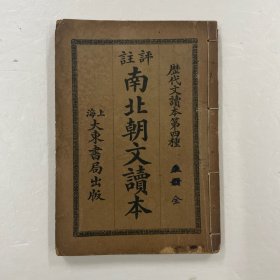 歷代文讀本第四種
全
評註
南北朝文讀本
上海
大東書局出版